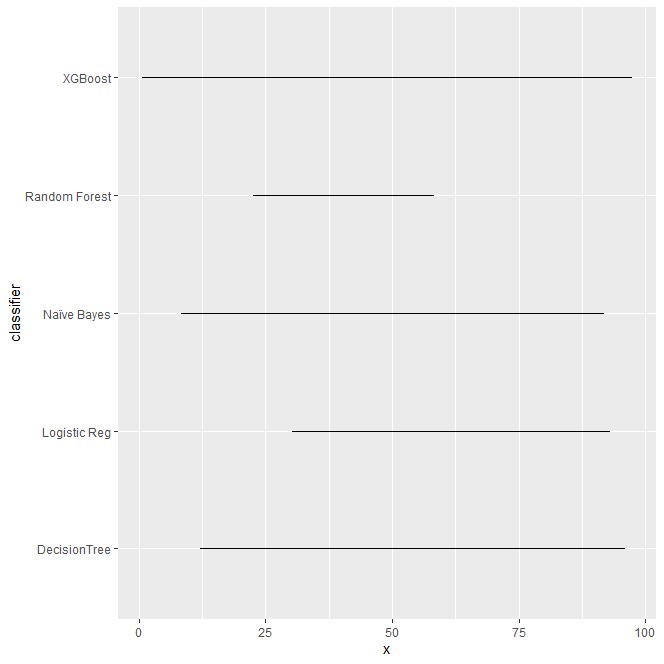 XGBoost
Random Forest
Naïve Bayes
Logistic Reg
DecisionTree
classifier
0 25 50 75 100
x